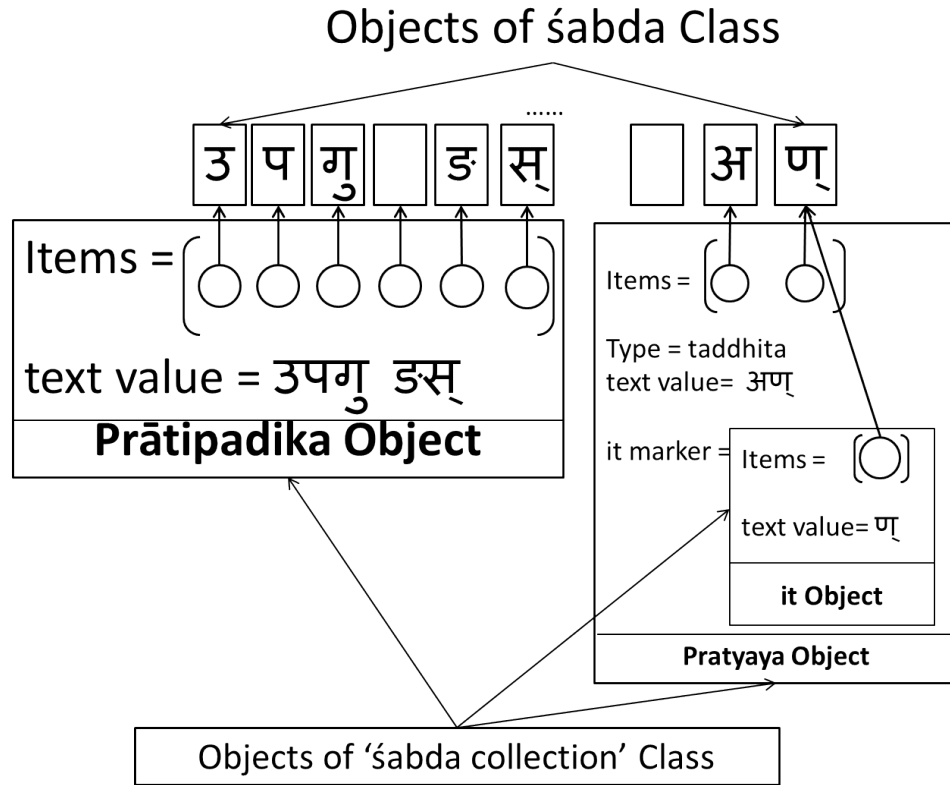 Objects of śabda Class
......
उ प गु ङ स् अ ण्
Items =
text value = उपगु ङस्
Prātipadika Object
Items =
Type = taddhita
text value= अण्
it marker =
Items =
text value= ण्
it Object
Pratyaya Object
Objects of ‘śabda collection’ Class